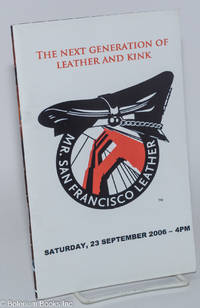 THE NEXT GENERATION OF
LEATHER AND KINK
MR. SAN FRANCISCO LEATHER
TM
SATURDAY, 23 SEPTEMBER 2006 – 4PM
© Bolerium Books Inc.